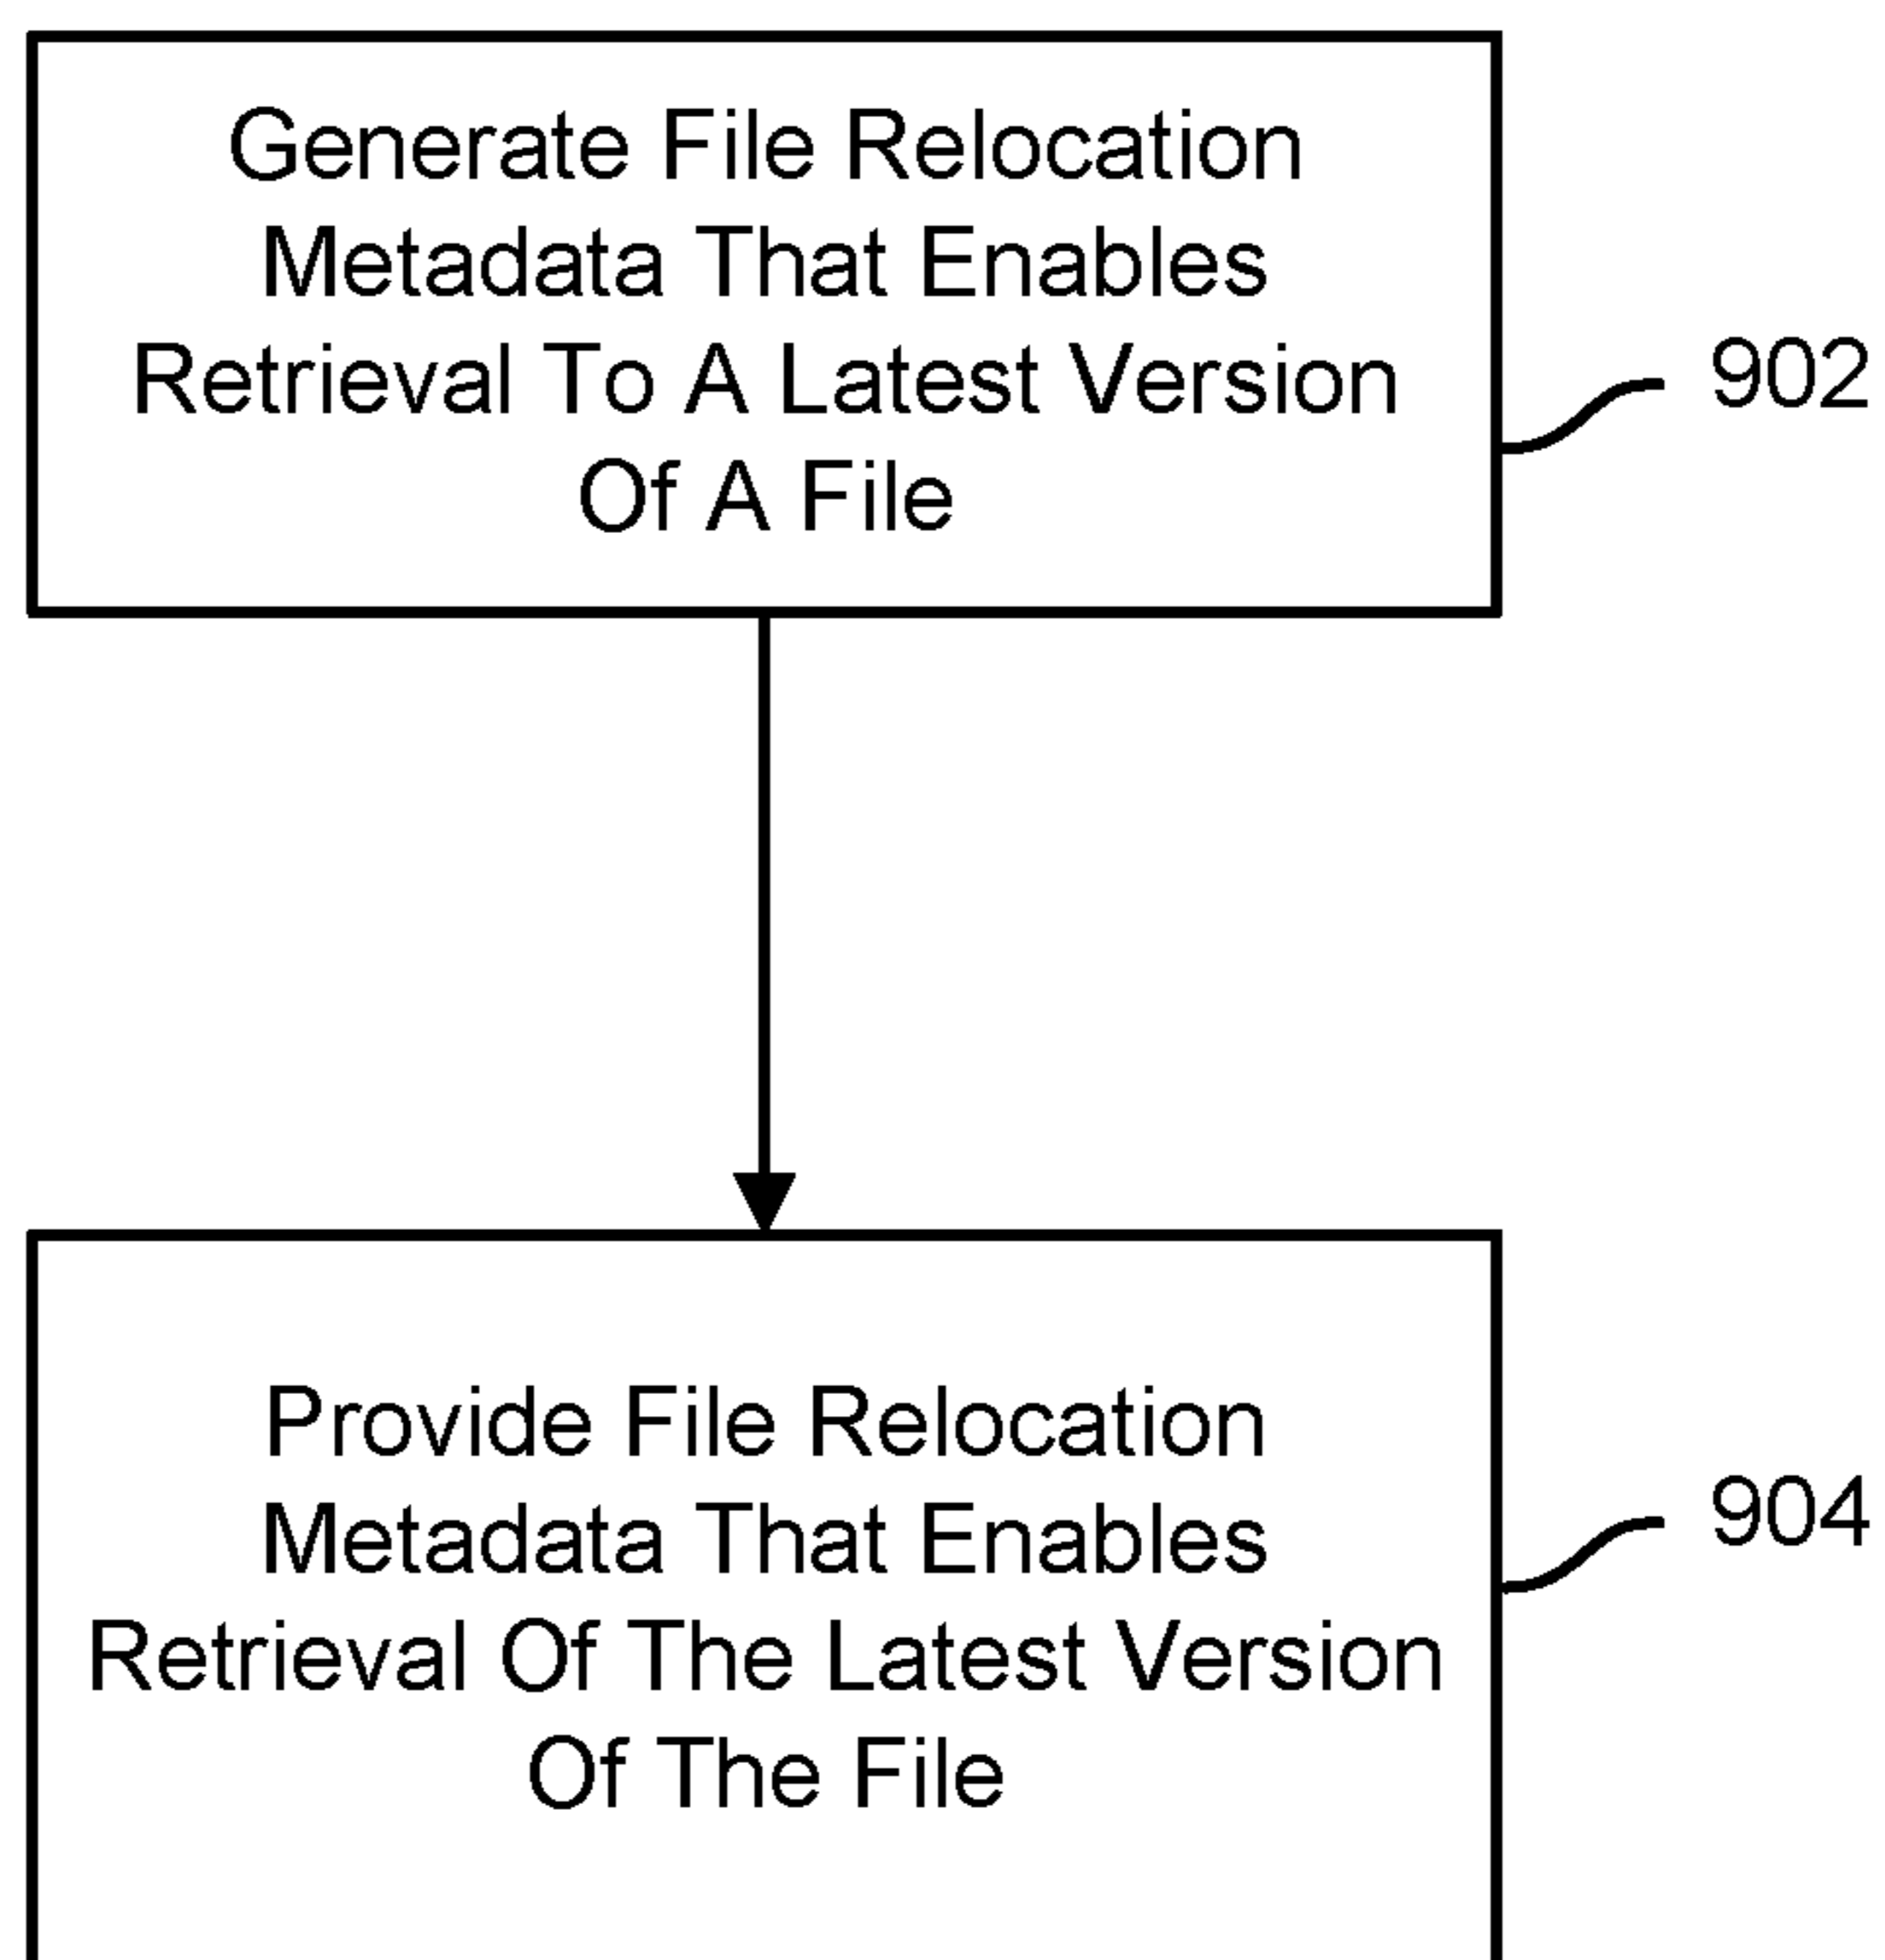 Generate File Relocation
Metadata That Enables
Retrieval To A Latest Version
Of A File
902
Provide File Relocation
Metadata That Enables
Retrieval Of The Latest Version
Of The File
904